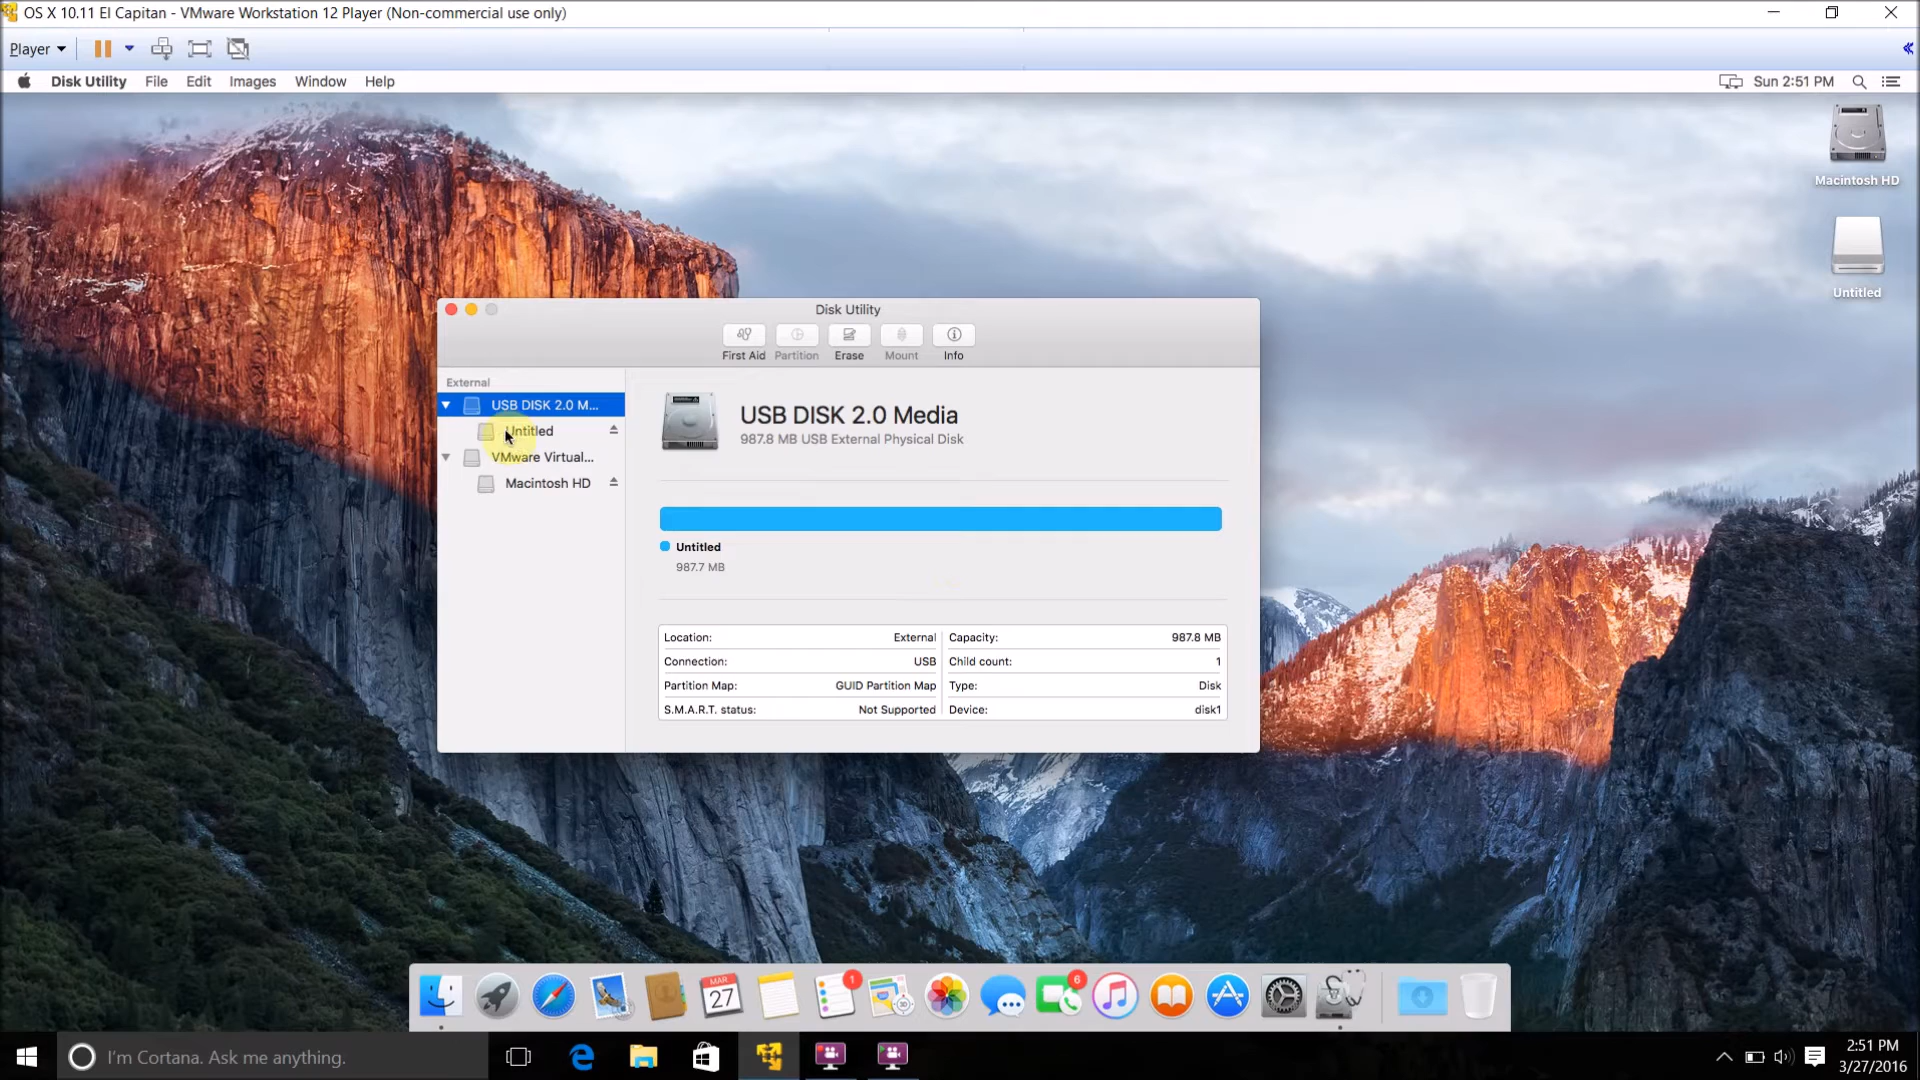 OS X 10.11 El Capitan - VMware Workstation 12 Player (Non-commercial use only)
Player
Disk Utility File Edit Images Window Help
Sun 2:51 PM
Macintosh HD
Untitled
Disk Utility
First Aid Partition Erase Mount Info
External
USB DISK 2.0 M...
Untitled
VMware Virtual...
Macintosh HD
USB DISK 2.0 Media
987.8 MB USB External Physical Disk
Untitled
987.7 MB
Location: External Capacity: 987.8 MB
Connection: USB Child count: 1
Partition Map: GUID Partition Map Type: Disk
S.M.A.R.T. status: Not Supported Device: disk1
MAR
27
1
6
I'm Cortana. Ask me anything.
2:51 PM
3/27/2016